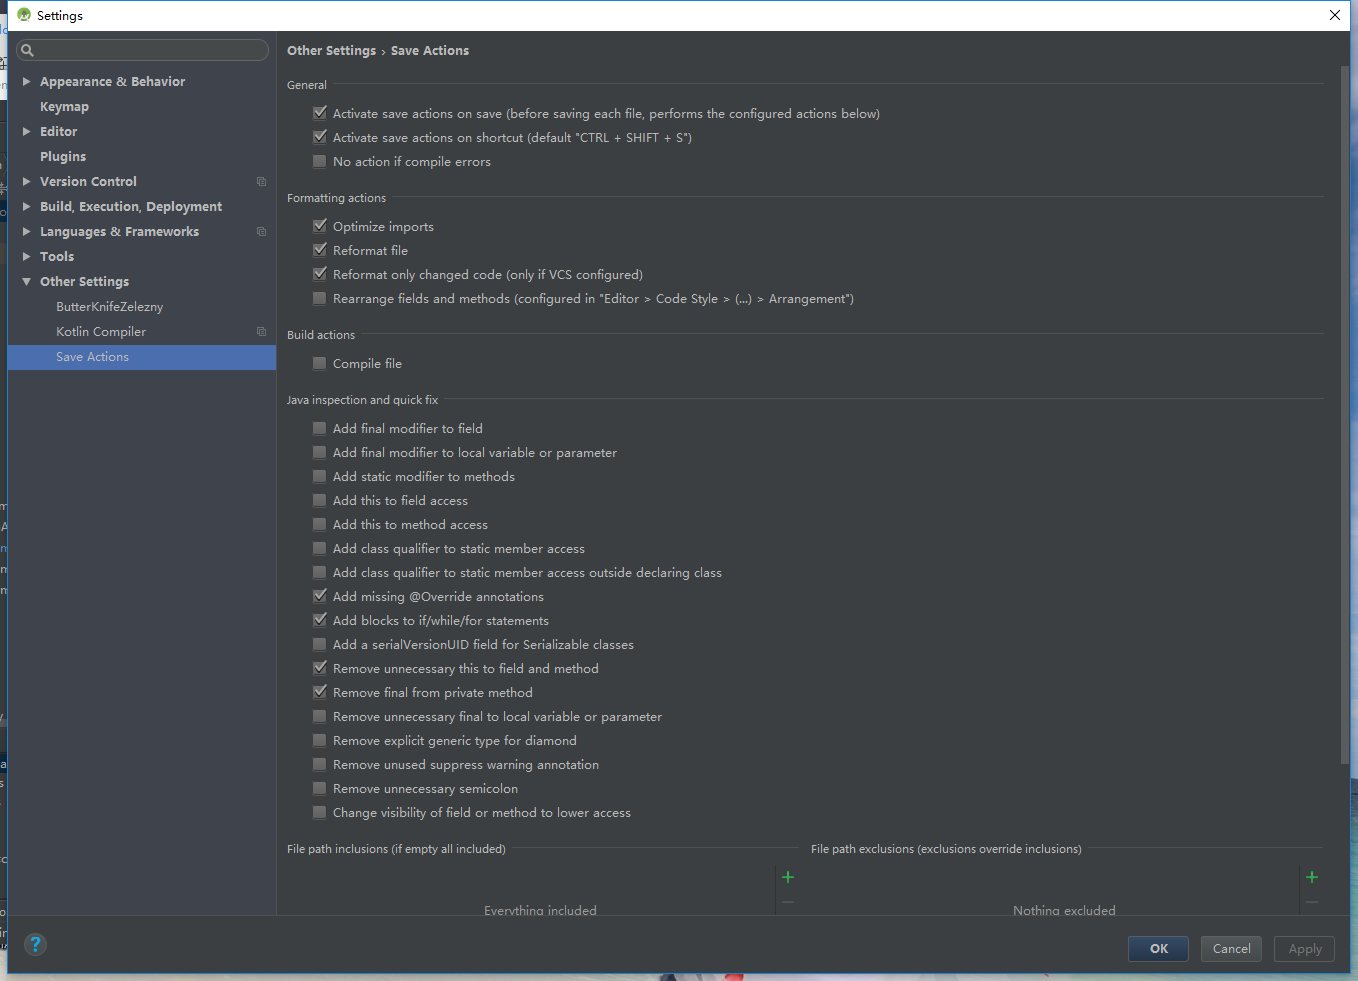 Settings
Appearance & Behavior
Keymap
Editor
Plugins
Version Control
Build, Execution, Deployment
Languages & Frameworks
Tools
Other Settings
ButterKnifeZelezny
Kotlin Compiler
Save Actions
Other Settings › Save Actions
General
Activate save actions on save (before saving each file, performs the configured actions below)
Activate save actions on shortcut (default "CTRL + SHIFT + S")
No action if compile errors
Formatting actions
Optimize imports
Reformat file
Reformat only changed code (only if VCS configured)
Rearrange fields and methods (configured in "Editor > Code Style > (...) > Arrangement")
Build actions
Compile file
Java inspection and quick fix
Add final modifier to field
Add final modifier to local variable or parameter
Add static modifier to methods
Add this to field access
Add this to method access
Add class qualifier to static member access
Add class qualifier to static member access outside declaring class
Add missing @Override annotations
Add blocks to if/while/for statements
Add a serialVersionUID field for Serializable classes
Remove unnecessary this to field and method
Remove final from private method
Remove unnecessary final to local variable or parameter
Remove explicit generic type for diamond
Remove unused suppress warning annotation
Remove unnecessary semicolon
Change visibility of field or method to lower access
File path inclusions (if empty all included)
Everything included
File path exclusions (exclusions override inclusions)
Nothing excluded
?
OK
Cancel
Apply